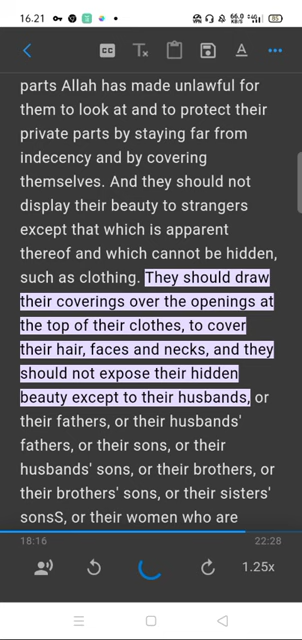 16.21
66.0
KB/S
4G
85
CC
parts Allah has made unlawful for
them to look at and to protect their
private parts by staying far from
indecency and by covering
themselves. And they should not
display their beauty to strangers
except that which is apparent
thereof and which cannot be hidden,
such as clothing. They should draw
their coverings over the openings at
the top of their clothes, to cover
their hair, faces and necks, and they
should not expose their hidden
beauty except to their husbands, or
their fathers, or their husbands'
fathers, or their sons, or their
husbands' sons, or their brothers, or
their brothers' sons, or their sisters'
sonsS, or their women who are
18:16
22:28
1.25x